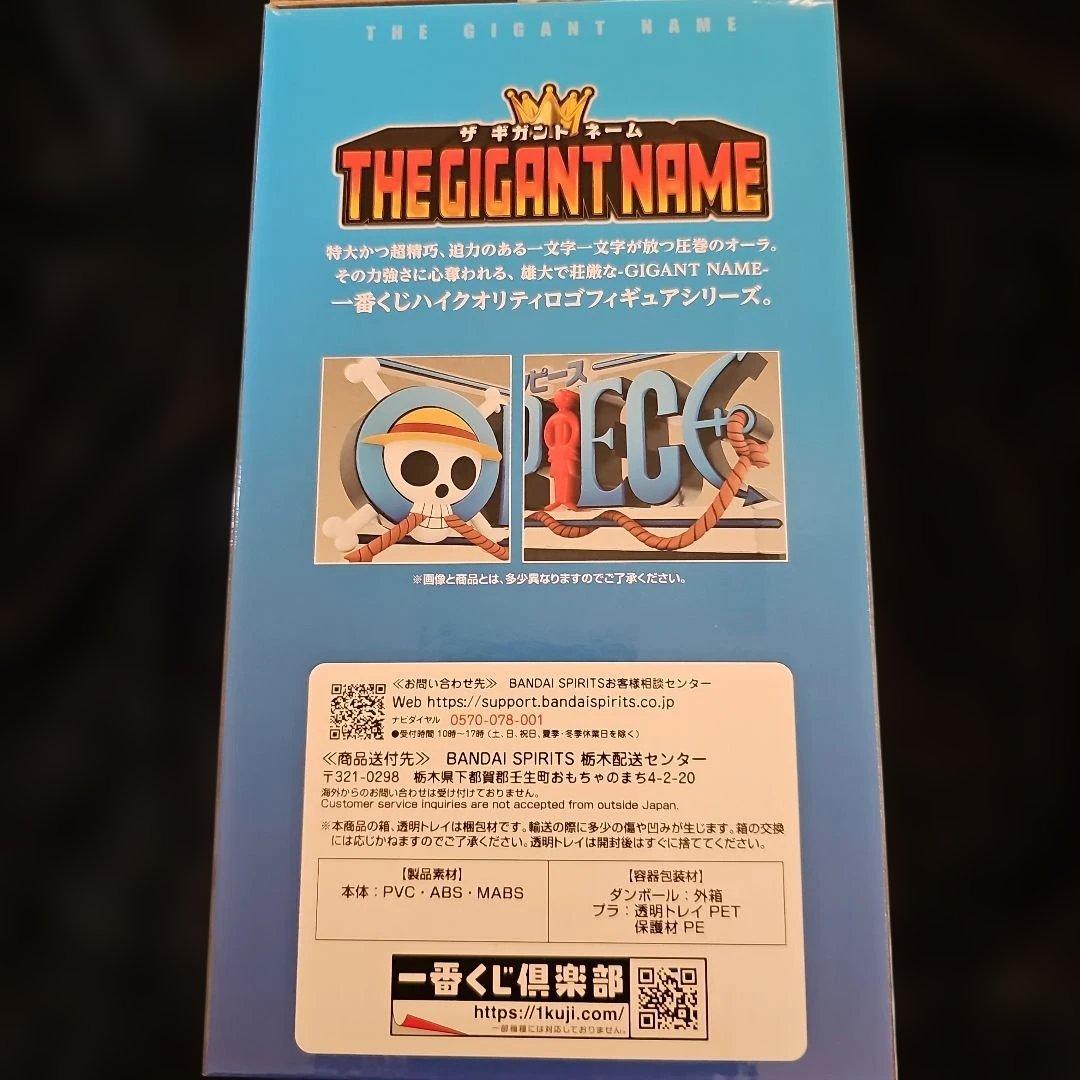 THE GIGANT NAME
ザ ギガント ネーム
THE GIGANT NAME
特大かつ超精巧、迫力のある一文字一文字が放つ圧巻のオーラ。
その力強さに心奪われる、雄大で荘厳な-GIGANT NAME-
一番くじハイクオリティロゴフィギュアシリーズ。
ピース
PIECE
※画像と商品とは、多少異なりますのでご了承ください。
≪お問い合わせ先≫ BANDAI SPIRITSお客様相談センター
Web https://support.bandaispirits.co.jp
ナビダイヤル 0570-078-001
●受付時間 10時～17時(土、日、祝日、夏季・冬季休業日を除く)
≪商品送付先≫ BANDAI SPIRITS 栃木配送センター
〒321-0298 栃木県下都賀郡壬生町おもちゃのまち4-2-20
海外からのお問い合わせは受け付けておりません。
Customer service inquiries are not accepted from outside Japan.
※本商品の箱、透明トレイは梱包材です。輸送の際に多少の傷や凹みが生じます。箱の交換
には応じかねますのでご了承ください。透明トレイは開封後はすぐに捨ててください。
【製品素材】
本体：PVC・ABS・MABS
【容器包装材】
ダンボール：外箱
プラ：透明トレイ PET
保護材 PE
一番くじ倶楽部
https://1kuji.com/
一部機種には対応しておりません。